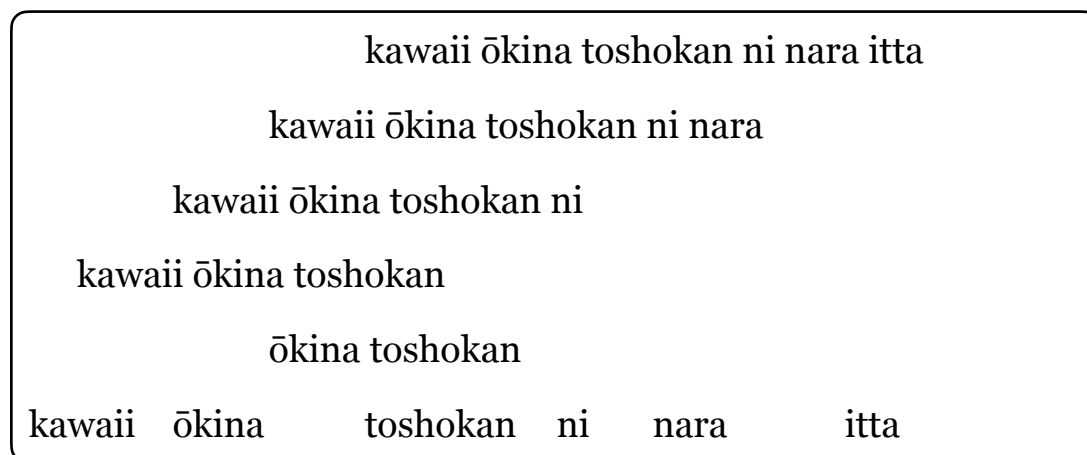 kawaii ōkina toshokan ni nara itta
kawaii ōkina toshokan ni nara
kawaii ōkina toshokan ni
kawaii ōkina toshokan
ōkina toshokan
kawaii ōkina toshokan ni nara itta